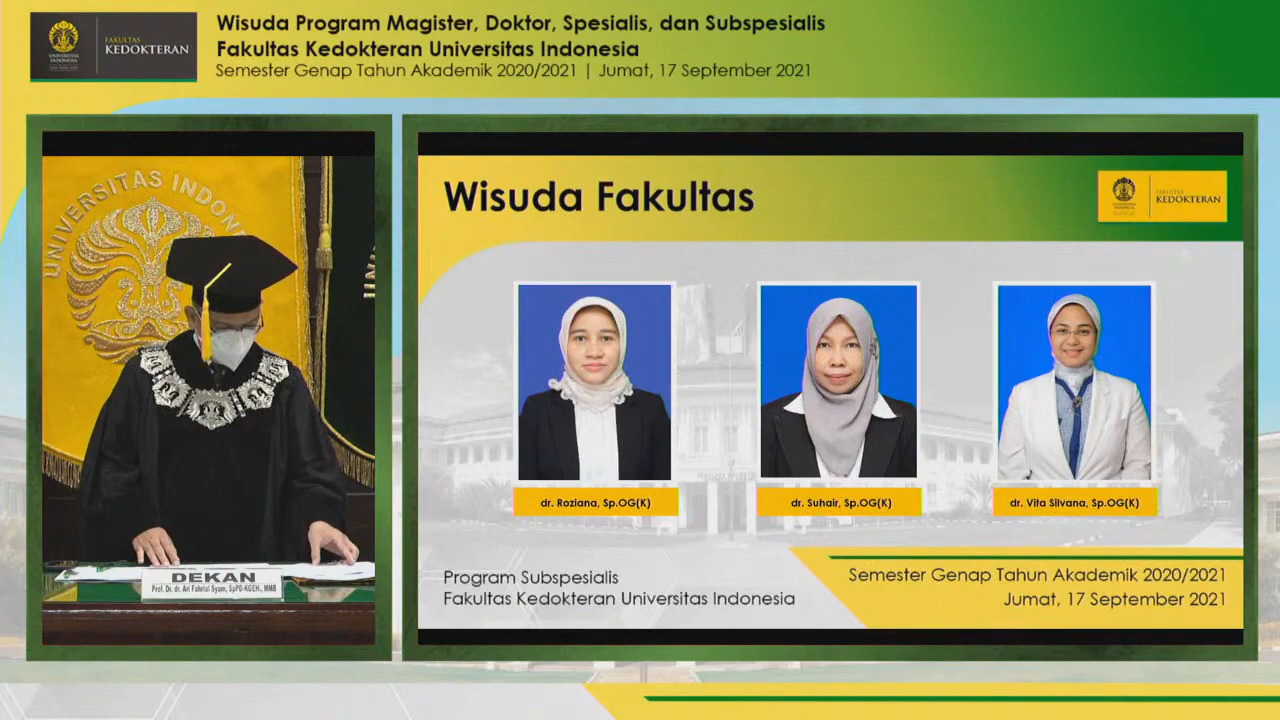 UNIVERSITAS
INDONESIA
FAKULTAS
KEDOKTERAN
Wisuda Program Magister, Doktor, Spesialis, dan Subspesialis
Fakultas Kedokteran Universitas Indonesia
Semester Genap Tahun Akademik 2020/2021 | Jumat, 17 September 2021
UNIVERSITAS INDONE
DEKAN
Prof. Dr. dr. Ari Fahrial Syam, SpPD-KGEH., MMB
Wisuda Fakultas
FAKULTAS
KEDOKTERAN
dr. Roziana, Sp.OG(K)
dr. Suhair, Sp.OG(K)
dr. Vita Silvana, Sp.OG(K)
Program Subspesialis
Fakultas Kedokteran Universitas Indonesia
Semester Genap Tahun Akademik 2020/2021
Jumat, 17 September 2021